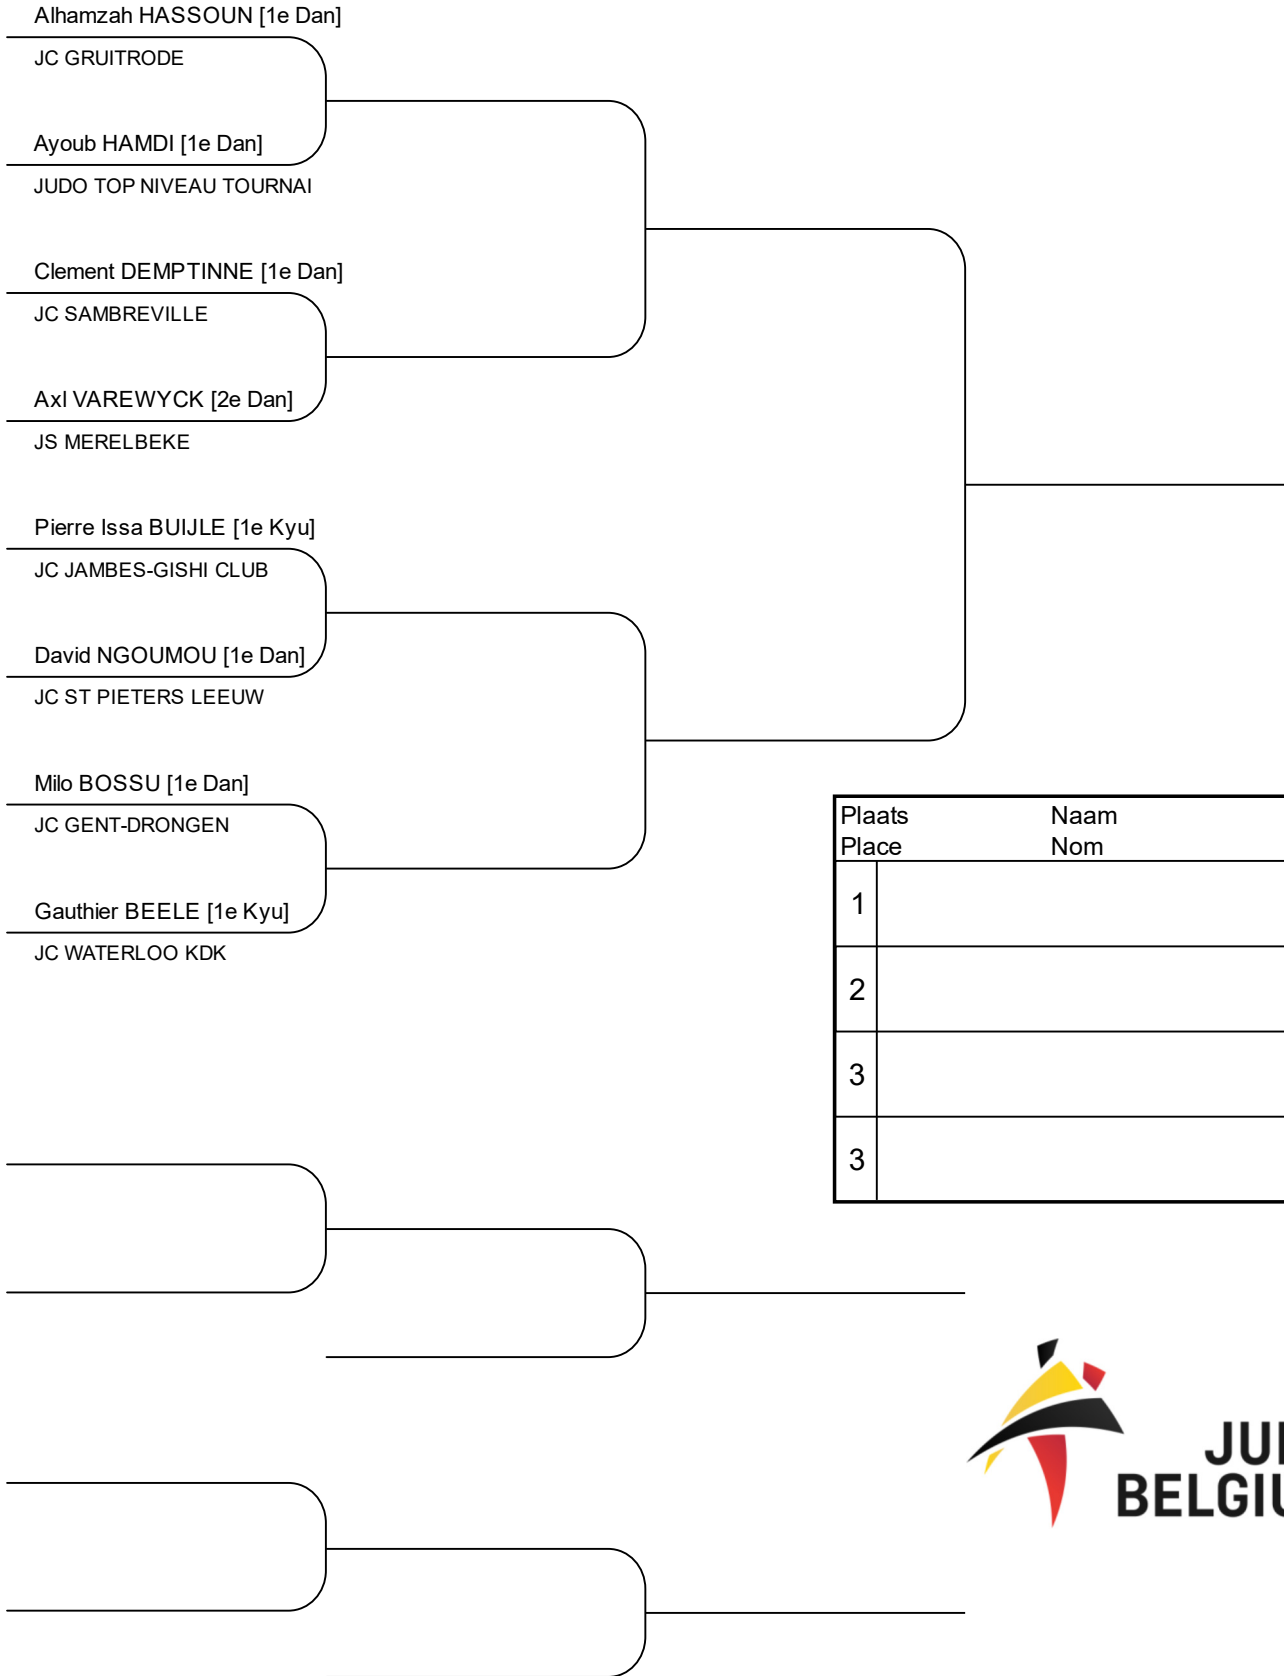 Alhamzah HASSOUN [1e Dan]
JC GRUITRODE
Ayoub HAMDI [1e Dan]
JUDO TOP NIVEAU TOURNAI
Clement DEMPTINNE [1e Dan]
JC SAMBREVILLE
Axl VAREWYCK [2e Dan]
JS MERELBEKE
Pierre Issa BUIJLE [1e Kyu]
JC JAMBES-GISHI CLUB
David NGOUMOU [1e Dan]
JC ST PIETERS LEEUW
Milo BOSSU [1e Dan]
JC GENT-DRONGEN
Gauthier BEELE [1e Kyu]
JC WATERLOO KDK
Plaats Naam
Place Nom
1
2
3
3
JU
BELGIU